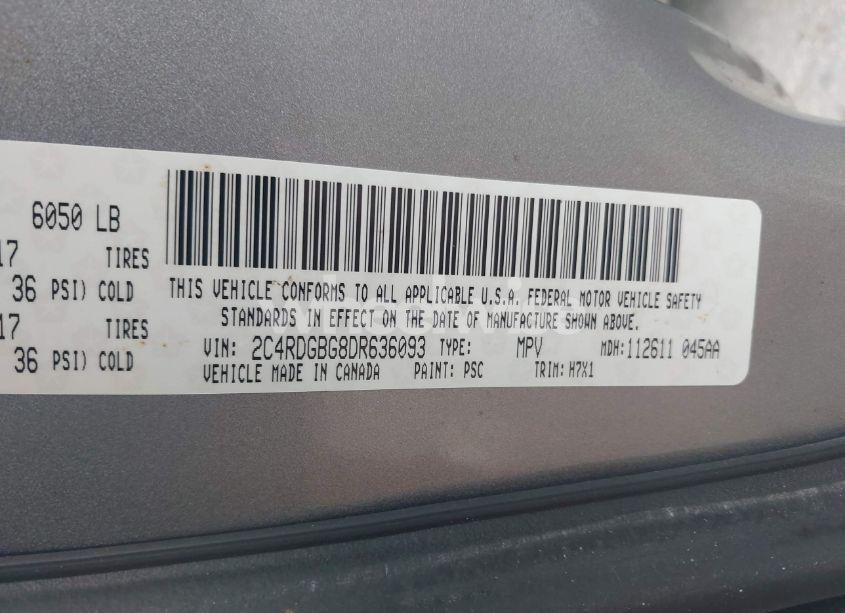 6050 LB
17 TIRES
36 PSI) COLD
17 TIRES
36 PSI) COLD
THIS VEHICLE CONFORMS TO ALL APPLICABLE U.S.A. FEDERAL MOTOR VEHICLE SAFETY
STANDARDS IN EFFECT ON THE DATE OF MANUFACTURE SHOWN ABOVE.
VIN: 2C4RDGBG8DR636093 TYPE: MPV MDH:112611 045AA
VEHICLE MADE IN CANADA PAINT: PSC TRIM: H7X1